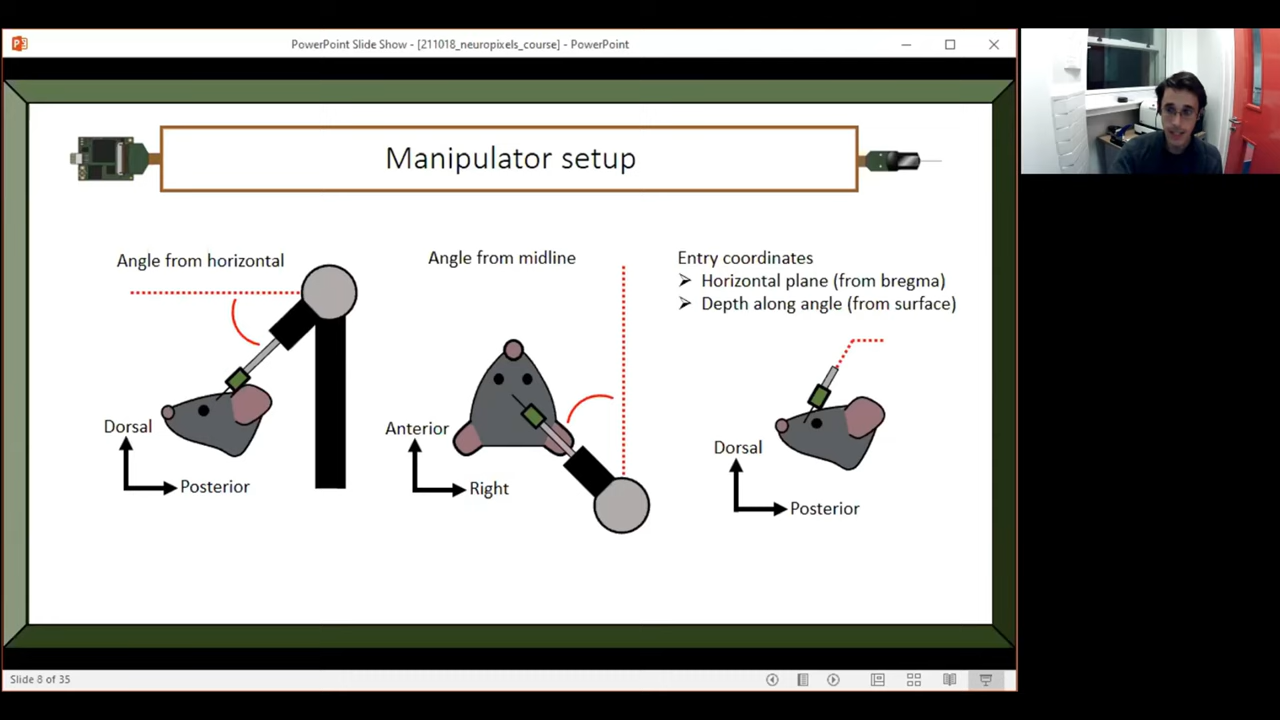 PowerPoint Slide Show - [211018_neuropixels_course] - PowerPoint
Manipulator setup
Angle from horizontal
Dorsal
Posterior
Angle from midline
Anterior
Right
Entry coordinates
➢ Horizontal plane (from bregma)
➢ Depth along angle (from surface)
Dorsal
Posterior
Slide 8 of 35